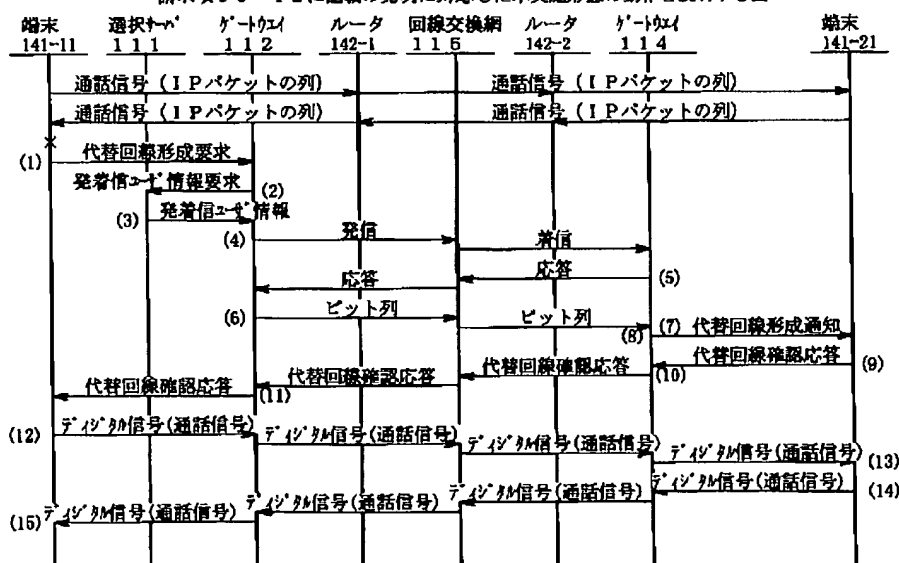 端末 選択サーバ ゲートウエイ ルータ 回線交換網 ルータ ゲートウエイ 端末
141-11 111 112 142-1 115 142-2 114 141-21
通話信号(IPパケットの列) 通話信号(IPパケットの列)
通話信号(IPパケットの列) 通話信号(IPパケットの列)
×
(1) 代替回線形成要求
発着信ユーザ情報要求 (2)
(3) 発着信ユーザ情報
(4) 発信 着信
応答 応答 (5)
(6) ビット列 ビット列 (8) (7) 代替回線形成通知
代替回線確認応答 (9)
代替回線確認応答 代替回線確認応答 代替回線確認応答 (10)
(11)
(12) ディジタル信号(通話信号) ディジタル信号(通話信号) ディジタル信号(通話信号) ディジタル信号(通話信号) (13)
(15) ディジタル信号(通話信号) ディジタル信号(通話信号) ディジタル信号(通話信号) ディジタル信号(通話信号) (14)